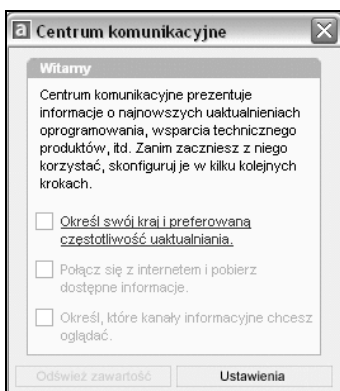 a Centrum komunikacyjne
Witamy
Centrum komunikacyjne prezentuje
informacje o najnowszych uaktualnieniach
oprogramowania, wsparcia technicznego
produktów, itd. Zanim zaczniesz z niego
korzystać, skonfiguruj je w kilku kolejnych
krokach.
Określ swój kraj i preferowaną
częstotliwość uaktualniania.
Połącz się z internetem i pobierz
dostępne informacje.
Określ, które kanały informacyjne chcesz
oglądać.
Odśwież zawartość Ustawienia